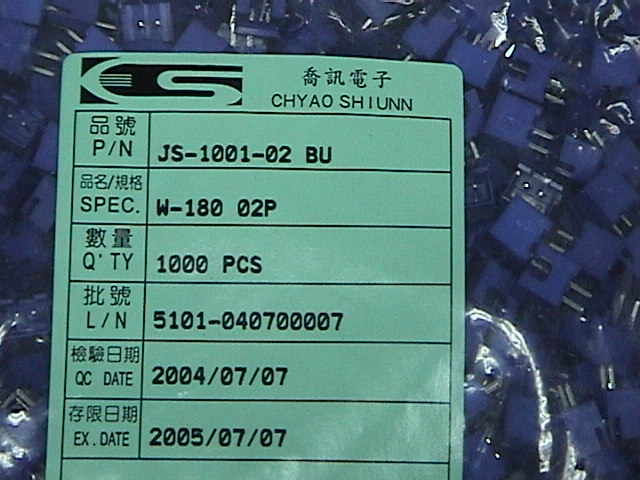 CS
喬訊電子
CHYAO SHIUNN
品號
P/N
JS-1001-02 BU
品名/規格
SPEC.
W-180 02P
數量
Q'TY
1000 PCS
批號
L/N
5101-040700007
檢驗日期
QC DATE
2004/07/07
存限日期
EX.DATE
2005/07/07